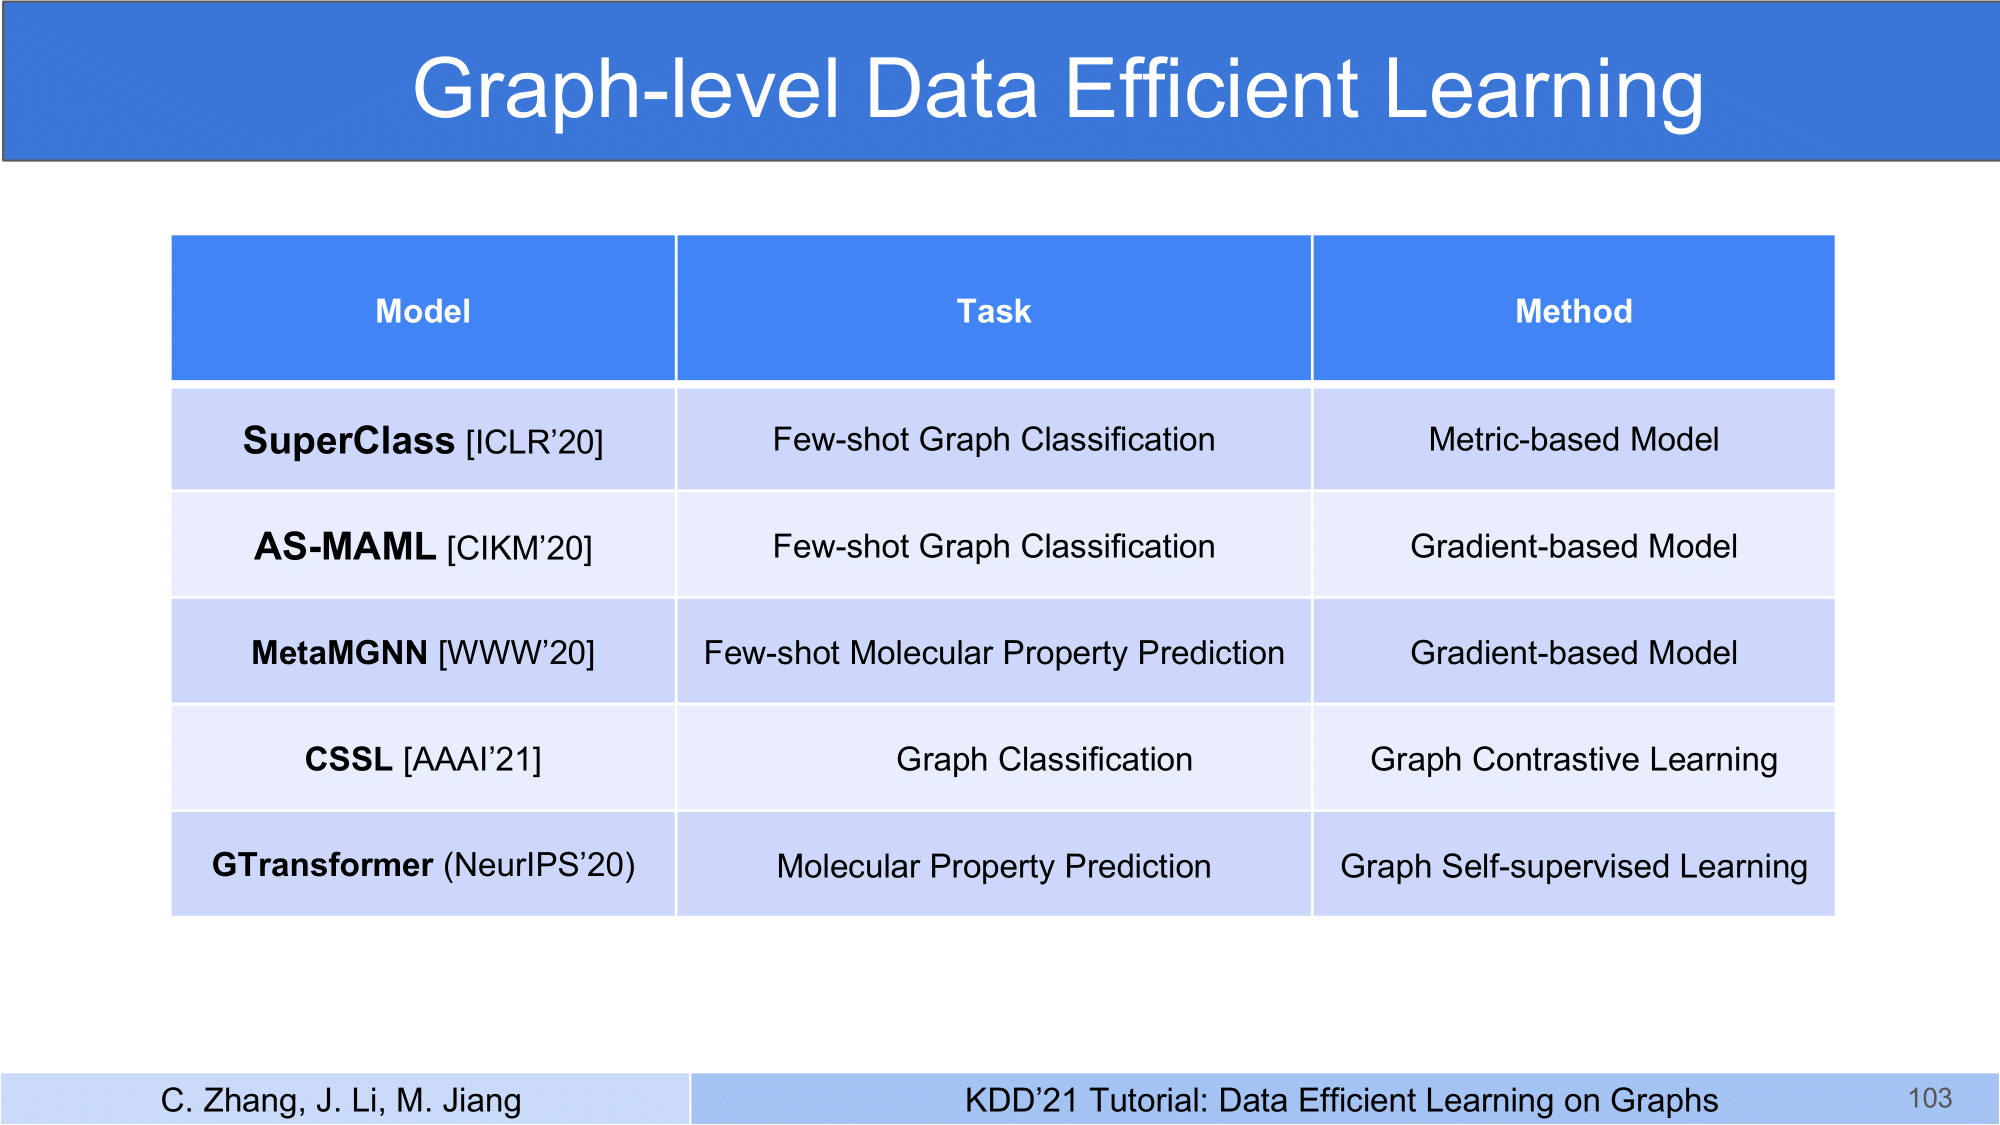 Graph-level Data Efficient Learning
Model Task Method
SuperClass [ICLR’20] Few-shot Graph Classification Metric-based Model
AS-MAML [CIKM’20] Few-shot Graph Classification Gradient-based Model
MetaMGNN [WWW’20] Few-shot Molecular Property Prediction Gradient-based Model
CSSL [AAAI’21] Graph Classification Graph Contrastive Learning
GTransformer (NeurIPS’20) Molecular Property Prediction Graph Self-supervised Learning
C. Zhang, J. Li, M. Jiang KDD’21 Tutorial: Data Efficient Learning on Graphs 103